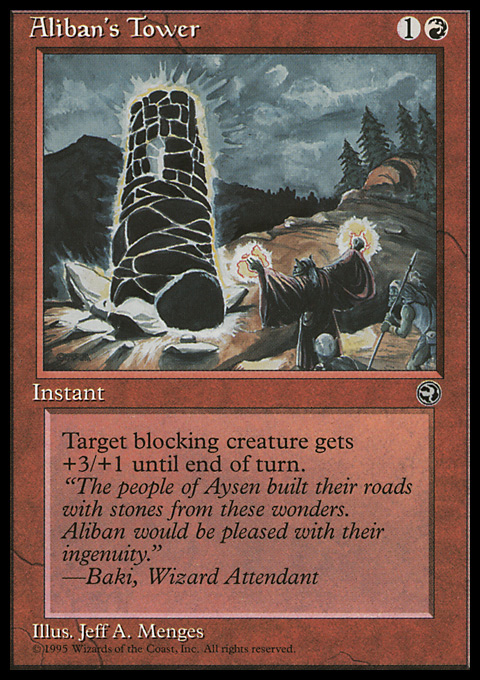 Aliban's Tower
1
Instant
Target blocking creature gets
+3/+1 until end of turn.
“The people of Aysen built their roads
with stones from these wonders.
Aliban would be pleased with their
ingenuity.”
—Baki, Wizard Attendant
Illus. Jeff A. Menges
©1995 Wizards of the Coast, Inc. All rights reserved.